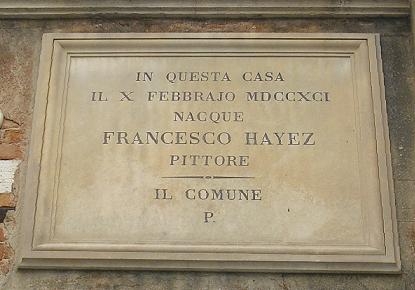 IN QUESTA CASA
IL X FEBBRAJO MDCCXCI
NACQUE
FRANCESCO HAYEZ
PITTORE
IL COMUNE
P.